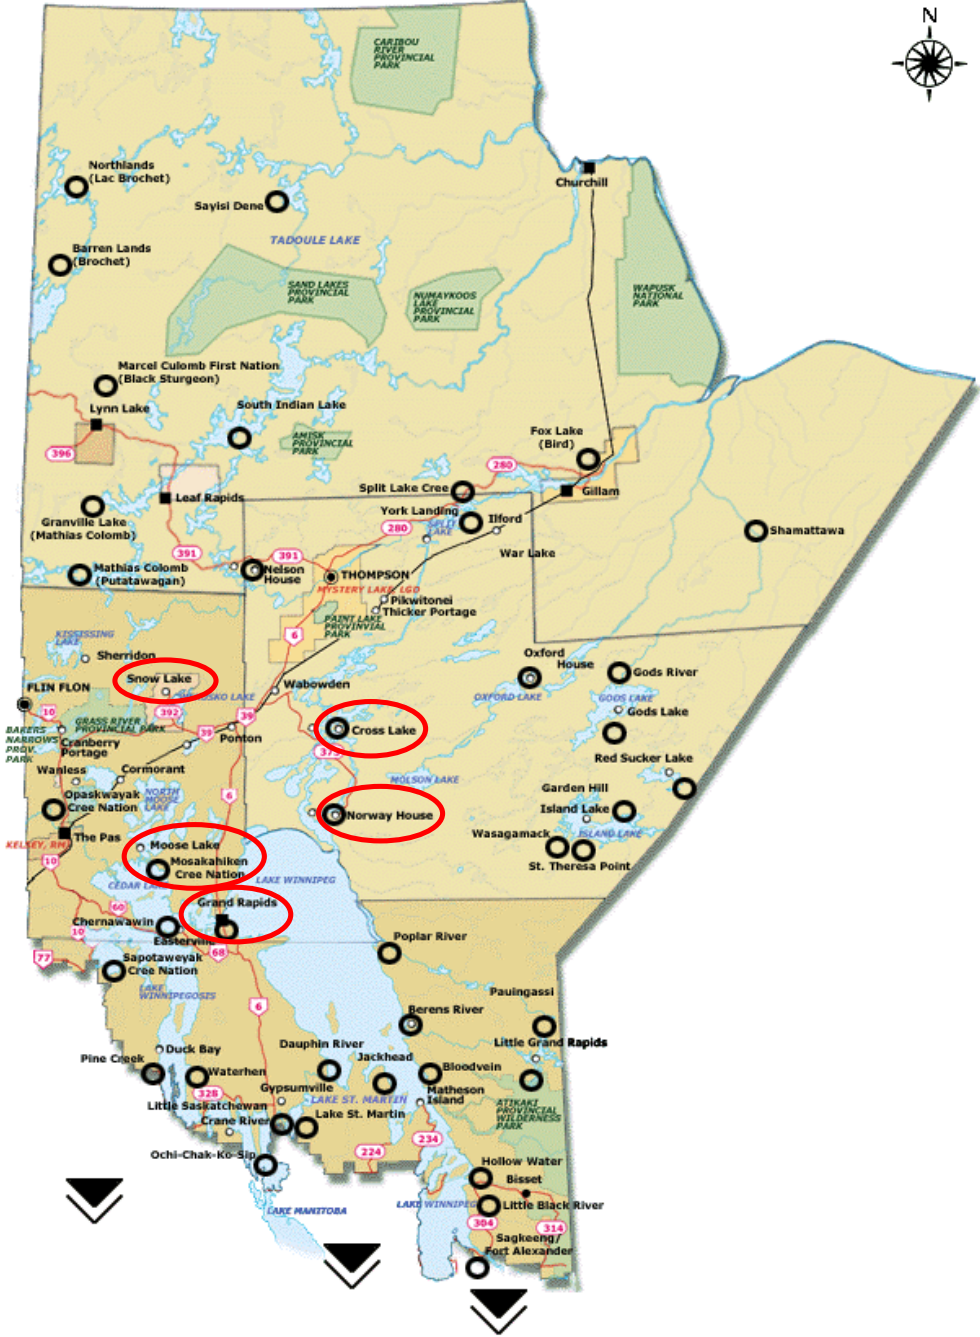 N
CARIBOU
RIVER
PROVINCIAL
PARK
Churchill
Northlands
(Lac Brochet)
Sayisi Dene
TADOULE LAKE
Barren Lands
(Brochet)
SAND LAKES
PROVINCIAL
PARK
NUMAYKOOS
LAKE
PROVINCIAL
PARK
WAPUSK
NATIONAL
PARK
Marcel Culomb First Nation
(Black Sturgeon)
Lynn Lake
South Indian Lake
396
AMISK
PROVINCIAL
PARK
Fox Lake
(Bird)
280
Split Lake Cree
Gillam
Leaf Rapids
York Landing
Ilford
280
SPLIT
LAKE
Granville Lake
(Mathias Colomb)
War Lake
Shamattawa
391
391
Nelson
House
THOMPSON
Mathias Colomb
(Putatawagan)
MYSTERY LAKE, LGD
Pikwitonei
Thicker Portage
PAINT LAKE
PROVINVIAL
PARK
6
KISSISSING
LAKE
Sherridon
Oxford
House
Gods River
Snow Lake
FLIN FLON
Wabowden
OXFORD LAKE
GODS LAKE
Gods Lake
392
10
39
GRASS RIVER
PROVINCIAL PARK
BAKERS
NARROWS
PROV.
PARK
Cranberry
Portage
39
Ponton
Cross Lake
Red Sucker Lake
Wanless
Cormorant
MOLSON LAKE
Garden Hill
Opaskwayak
Cree Nation
NORTH
MOOSE
LAKE
6
Norway House
Island Lake
ISLAND LAKE
Wasagamack
St. Theresa Point
The Pas
KELSEY, RM
10
Moose Lake
Mosakahiken
Cree Nation
CEDAR LAKE
LAKE WINNIPEG
Grand Rapids
60
Chernawawin
10
Easterville
68
Poplar River
77
Sapotaweyak
Cree Nation
LAKE
WINNIPEGOSIS
Pauingassi
6
Berens River
Little Grand Rapids
Duck Bay
Dauphin River
Jackhead
Pine Creek
Waterhen
Bloodvein
328
Gypsumville
Matheson
Island
LAKE ST. MARTIN
Little Saskatchewan
ATIKAKI
PROVINCIAL
WILDERNESS
PARK
Crane River
Lake St. Martin
234
224
Ochi-Chak-Ko-Sip
Hollow Water
Bisset
LAKE MANITOBA
LAKE WINNIPEG
Little Black River
304
314
Sagkeeng/
Fort Alexander